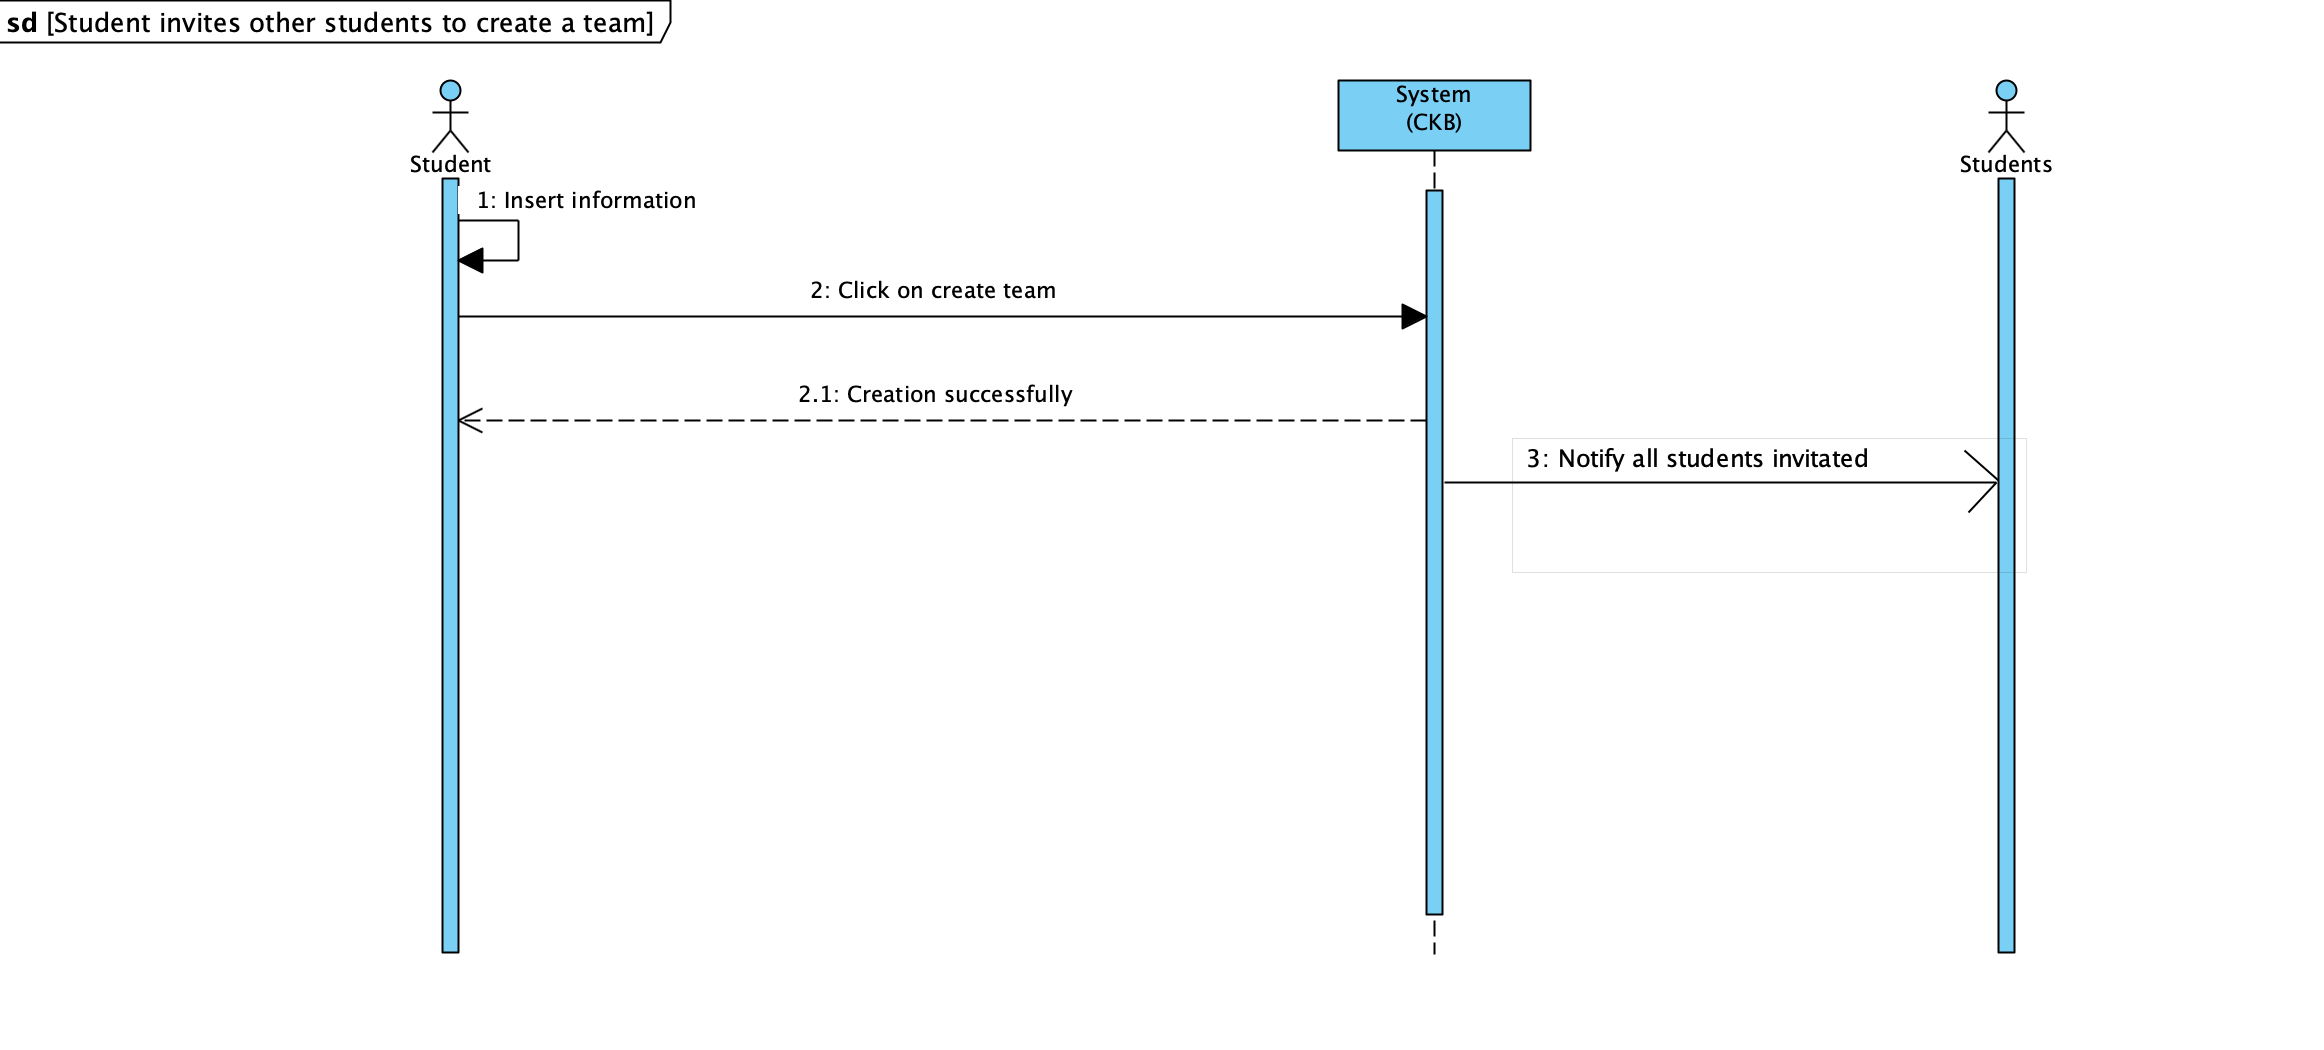 sd [Student invites other students to create a team]
System
(CKB)
Student
Students
1: Insert information
2: Click on create team
2.1: Creation successfully
3: Notify all students invitated